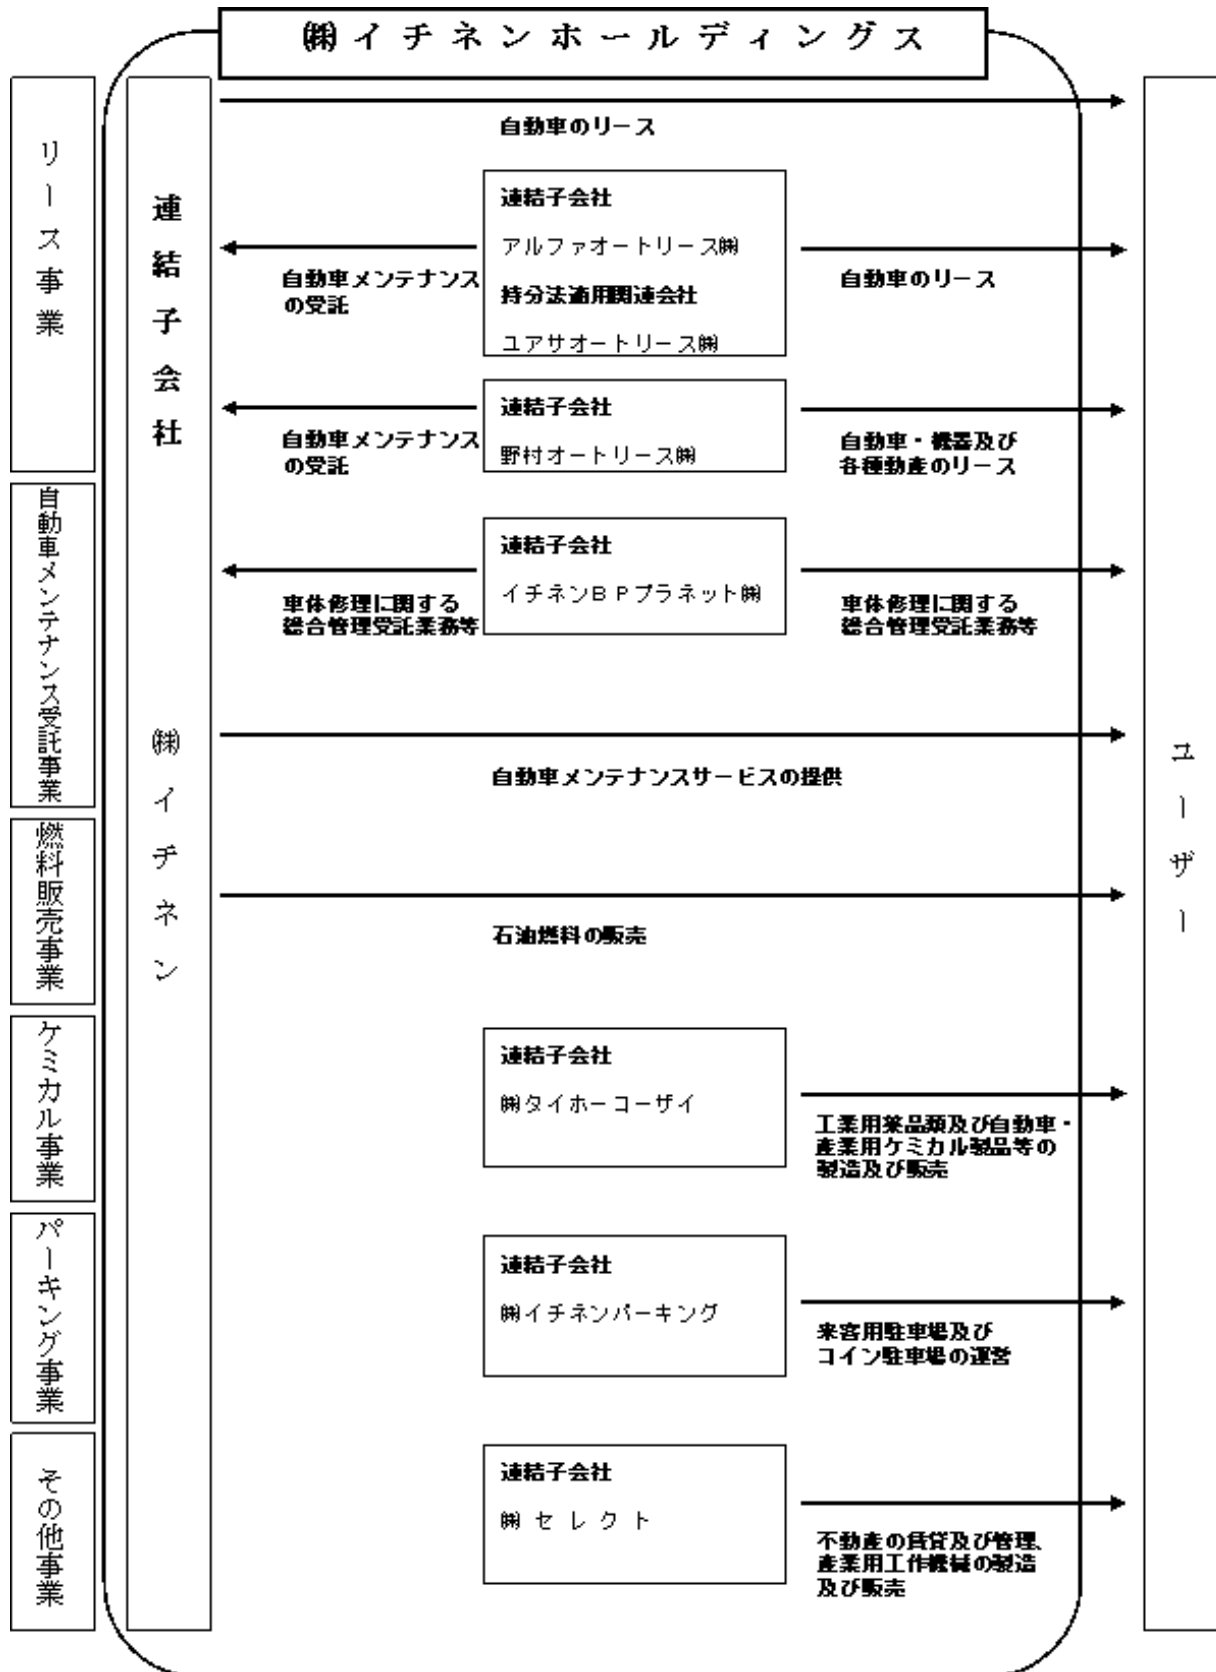 ㈱イチネンホールディングス
リース事業
自動車メンテナンス受託事業
燃料販売事業
ケミカル事業
パーキング事業
その他事業
連結子会社
㈱イチネン
自動車のリース
連結子会社
アルファオートリース㈱
持分法適用関連会社
ユアサオートリース㈱
自動車メンテナンス
の受託
自動車のリース
連結子会社
野村オートリース㈱
自動車メンテナンス
の受託
自動車・機器及び
各種動産のリース
連結子会社
イチネンＢＰプラネット㈱
車体修理に関する
総合管理受託業務等
車体修理に関する
総合管理受託業務等
自動車メンテナンスサービスの提供
石油燃料の販売
連結子会社
㈱タイホーコーザイ
工業用薬品類及び自動車・
産業用ケミカル製品等の
製造及び販売
連結子会社
㈱イチネンパーキング
来客用駐車場及び
コイン駐車場の運営
連結子会社
㈱セレクト
不動産の賃貸及び管理、
産業用工作機械の製造
及び販売
ユーザー